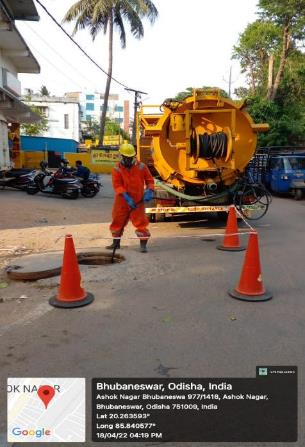 OK NAGAR
Google
Bhubaneswar, Odisha, India
Ashok Nagar Bhubaneswa 977/1418, Ashok Nagar,
Bhubaneswar, Odisha 751009, India
Lat 20.263593°
Long 85.840577°
18/04/22 04:19 PM